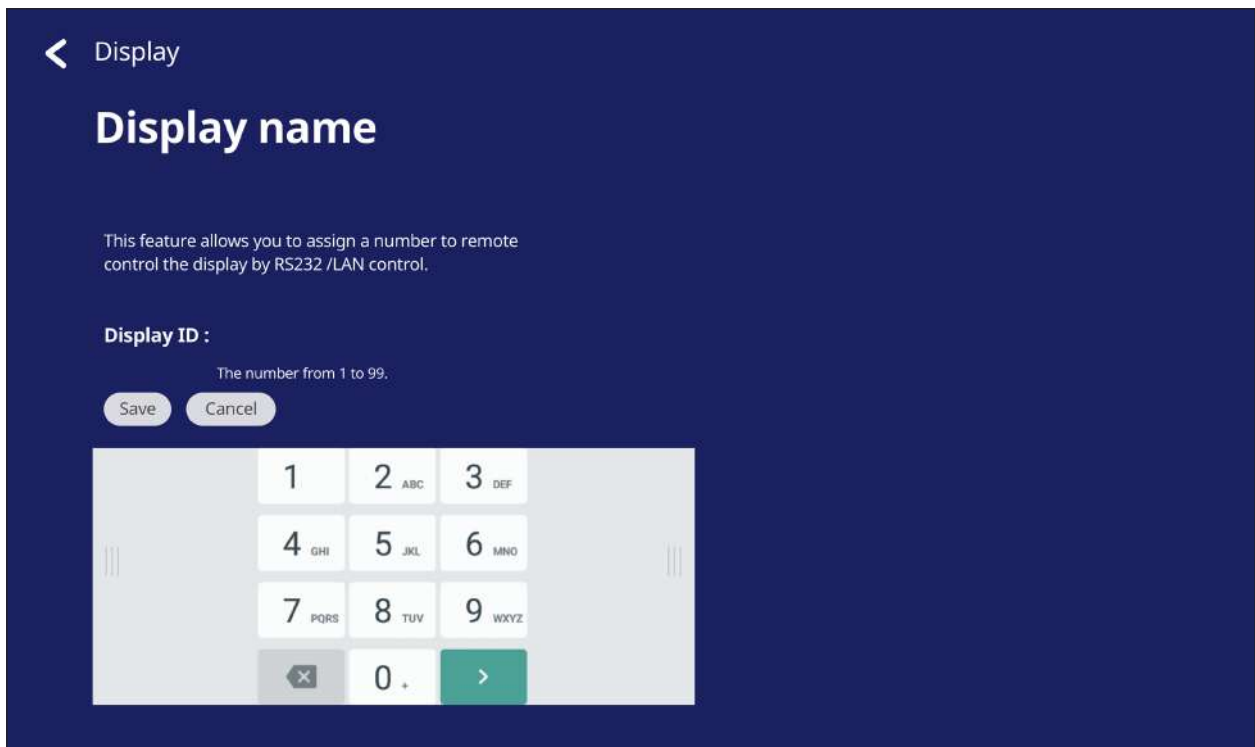 Display
Display name
This feature allows you to assign a number to remote
control the display by RS232 /LAN control.
Display ID :
The number from 1 to 99.
Save Cancel
1 2 ABC 3 DEF
4 GHI 5 JKL 6 MNO
7 PQRS 8 TUV 9 WXYZ
0 +